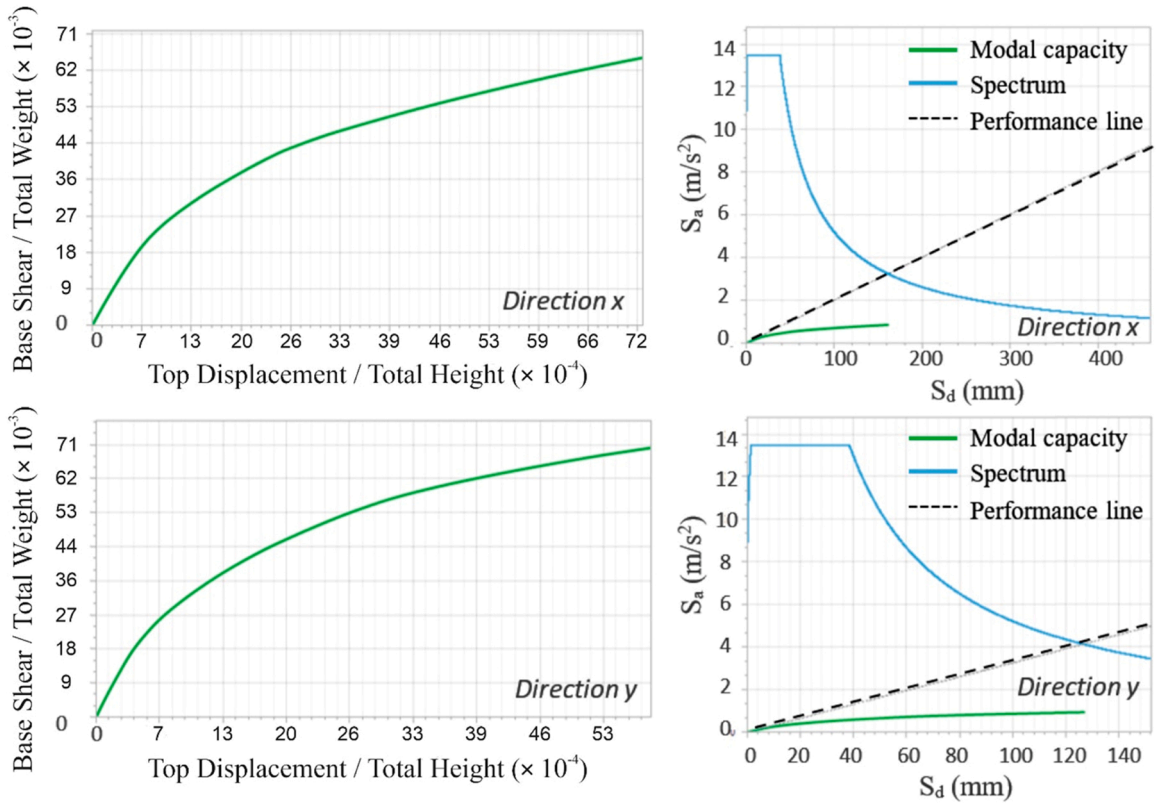 Base Shear / Total Weight (× 10⁻³)
71
62
53
44
36
27
18
9
0
0 7 13 20 26 33 39 46 53 59 66 72
Direction x
Top Displacement / Total Height (× 10⁻⁴)
Sₐ (m/s²)
14
12
10
8
6
4
2
0
0 100 200 300 400
Modal capacity
Spectrum
Performance line
Direction x
S_d (mm)
Base Shear / Total Weight (× 10⁻³)
71
62
53
44
36
27
18
9
0
0 7 13 20 26 33 39 46 53
Direction y
Top Displacement / Total Height (× 10⁻⁴)
Sₐ (m/s²)
14
12
10
8
6
4
2
0
0 20 40 60 80 100 120 140
Modal capacity
Spectrum
Performance line
Direction y
S_d (mm)